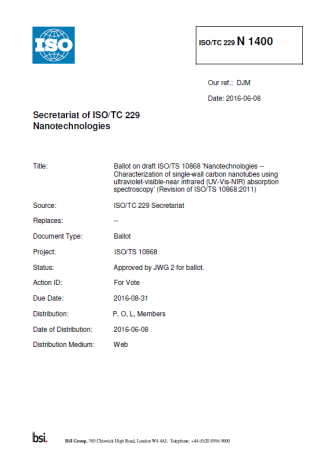 ISO
ISO/TC 229 N 1400
Our ref.: DJM
Date: 2016-06-08
Secretariat of ISO/TC 229
Nanotechnologies
Title: Ballot on draft ISO/TS 10868 'Nanotechnologies --
Characterization of single-wall carbon nanotubes using
ultraviolet-visible-near infrared (UV-Vis-NIR) absorption
spectroscopy' (Revision of ISO/TS 10868:2011)
Source: ISO/TC 229 Secretariat
Replaces: --
Document Type: Ballot
Project: ISO/TS 10868
Status: Approved by JWG 2 for ballot.
Action ID: For Vote
Due Date: 2016-08-31
Distribution: P, O, L, Members
Date of Distribution: 2016-06-08
Distribution Medium: Web
bsi. BSI Group, 389 Chiswick High Road, London W4 4AL Telephone: +44 (0)20 8996 9000